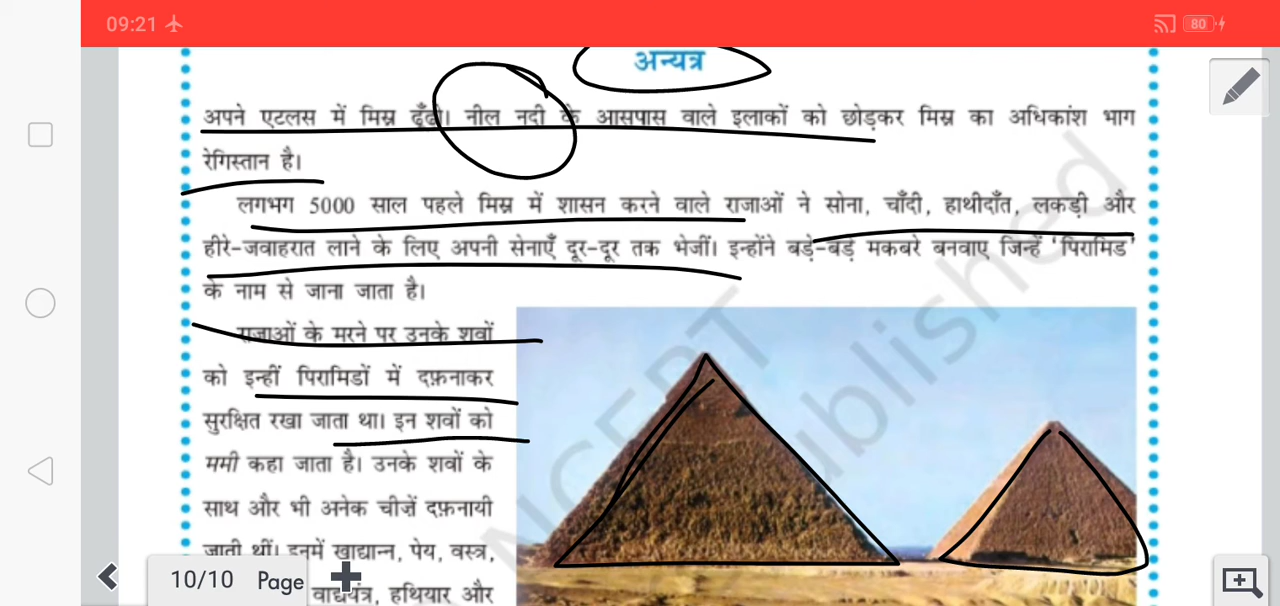 09:21
80
अन्यत्र
अपने एटलस में मिस्र ढूँढ़ो। नील नदी के आसपास वाले इलाकों को छोड़कर मिस्र का अधिकांश भाग
रेगिस्तान है।
लगभग 5000 साल पहले मिस्र में शासन करने वाले राजाओं ने सोना, चाँदी, हाथीदाँत, लकड़ी और
हीरे-जवाहरात लाने के लिए अपनी सेनाएँ दूर-दूर तक भेजीं। इन्होंने बड़े-बड़े मकबरे बनवाए जिन्हें 'पिरामिड'
के नाम से जाना जाता है।
राजाओं के मरने पर उनके शवों
को इन्हीं पिरामिडों में दफ़नाकर
सुरक्षित रखा जाता था। इन शवों को
ममी कहा जाता है। उनके शवों के
साथ और भी अनेक चीज़ें दफ़नायी
जाती थीं। इनमें खाद्यान्न, पेय, वस्त्र,
वाद्ययंत्र, हथियार और
10/10 Page
NCERT
published